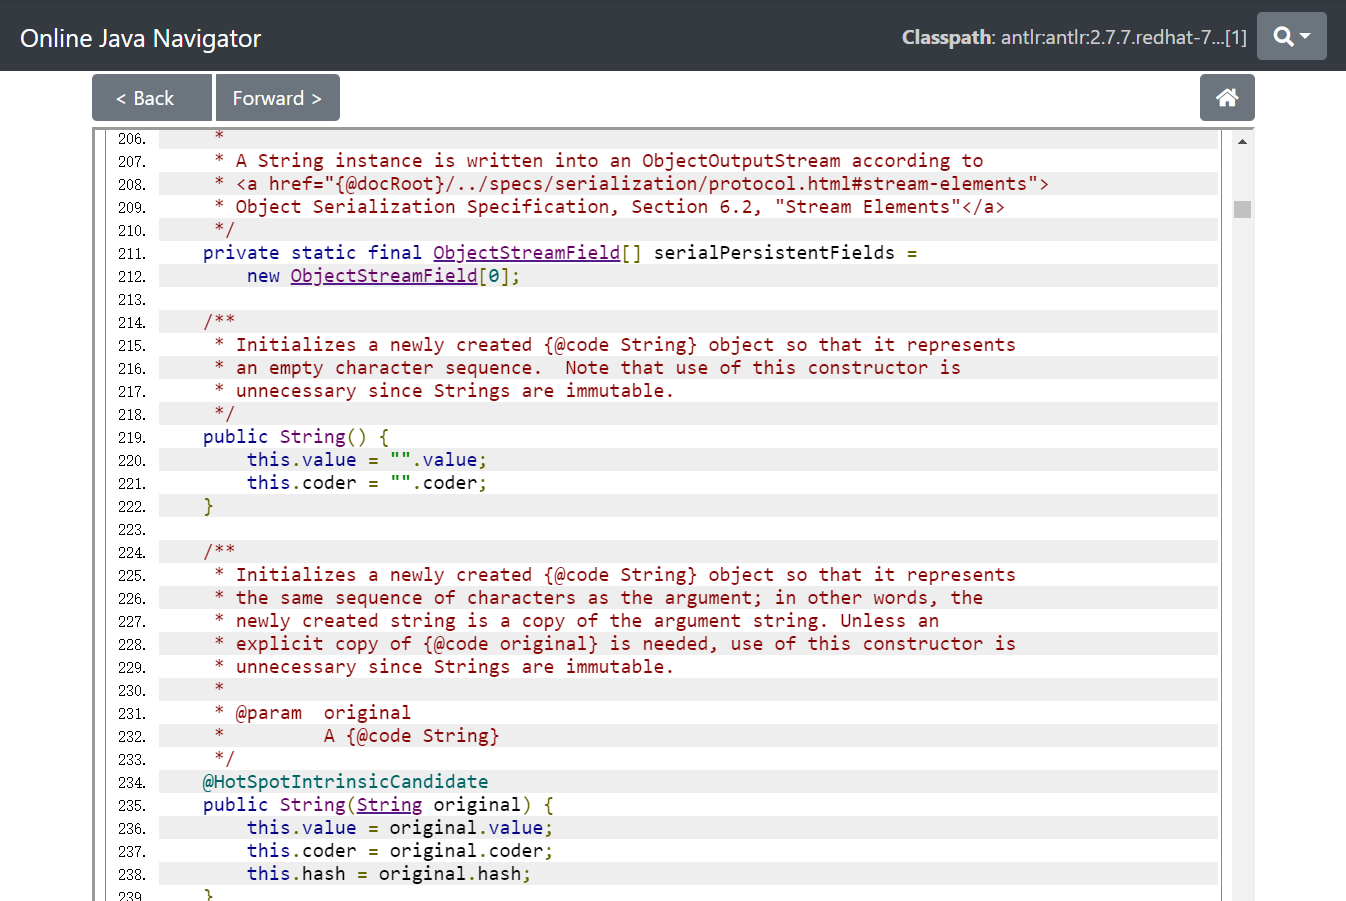 Online Java Navigator
Classpath: antlr:antlr:2.7.7.redhat-7...[1]
< Back
Forward >
206. *
207. * A String instance is written into an ObjectOutputStream according to
208. * <a href="{@docRoot}/../specs/serialization/protocol.html#stream-elements">
209. * Object Serialization Specification, Section 6.2, "Stream Elements"</a>
210. */
211. private static final ObjectStreamField[] serialPersistentFields =
212. new ObjectStreamField[0];
213.
214. /**
215. * Initializes a newly created {@code String} object so that it represents
216. * an empty character sequence.  Note that use of this constructor is
217. * unnecessary since Strings are immutable.
218. */
219. public String() {
220. this.value = "".value;
221. this.coder = "".coder;
222. }
223.
224. /**
225. * Initializes a newly created {@code String} object so that it represents
226. * the same sequence of characters as the argument; in other words, the
227. * newly created string is a copy of the argument string. Unless an
228. * explicit copy of {@code original} is needed, use of this constructor is
229. * unnecessary since Strings are immutable.
230. *
231. * @param  original
232. *         A {@code String}
233. */
234. @HotSpotIntrinsicCandidate
235. public String(String original) {
236. this.value = original.value;
237. this.coder = original.coder;
238. this.hash = original.hash;
239. }